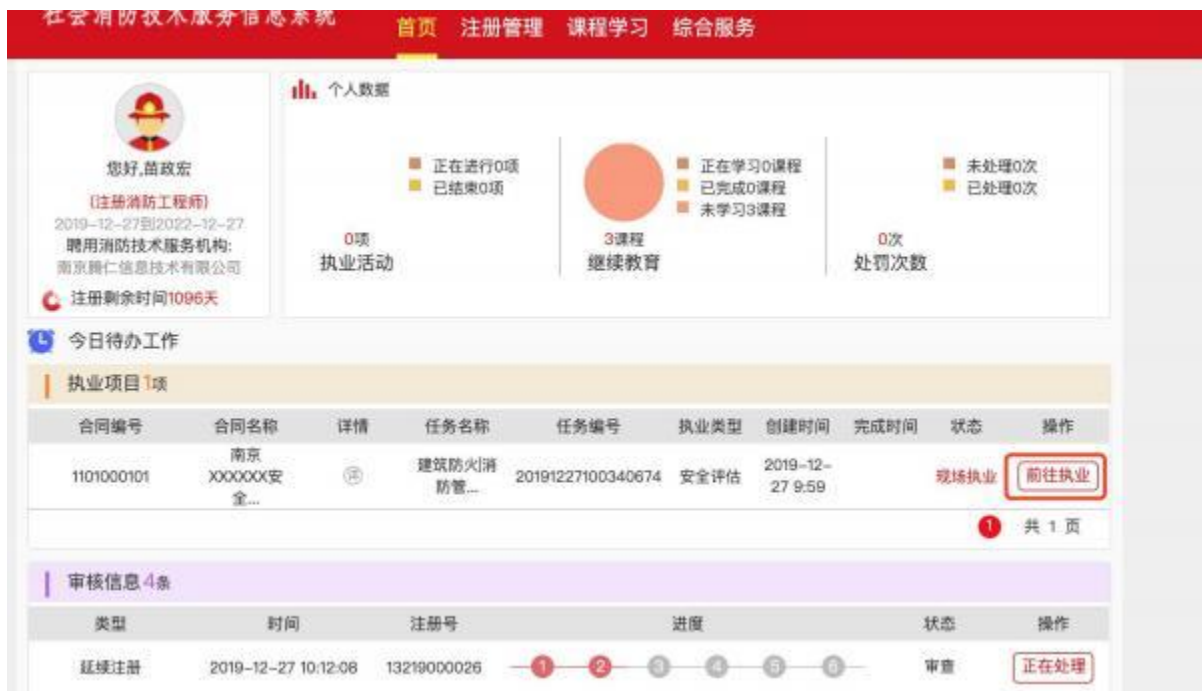 社会消防技术服务信息系统
首页 注册管理 课程学习 综合服务
您好,苗政宏
(注册消防工程师)
2019-12-27到2022-12-27
聘用消防技术服务机构:
南京腾仁信息技术有限公司
注册剩余时间1096天
个人数据
正在进行0项
已结束0项
0项
执业活动
正在学习0课程
已完成0课程
未学习3课程
3课程
继续教育
未处理0次
已处理0次
0次
处罚次数
今日待办工作
执业项目1项
合同编号 合同名称 详情 任务名称 任务编号 执业类型 创建时间 完成时间 状态 操作
1101000101 南京XXXXXX安全... 详 建筑防火|消防管... 201912271003​40674 安全评估 2019-12-27 9:59 现场执业 前往执业
1 共 1 页
审核信息4条
类型 时间 注册号 进度 状态 操作
延续注册 2019-12-27 10:12:08 13219000026 1 2 3 4 5 6 审查 正在处理